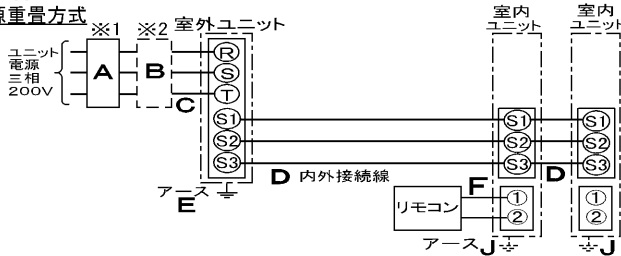 原重畳方式
※1
※2
室外ユニット
室内
ユニット
室内
ユニット
ユニット
電源
三相
200V
A
B
C
R
S
T
S1
S2
S3
S1
S2
S3
S1
S2
S3
D 内外接続線
D
アース
E
F
リモコン
1
2
1
2
アース J
J